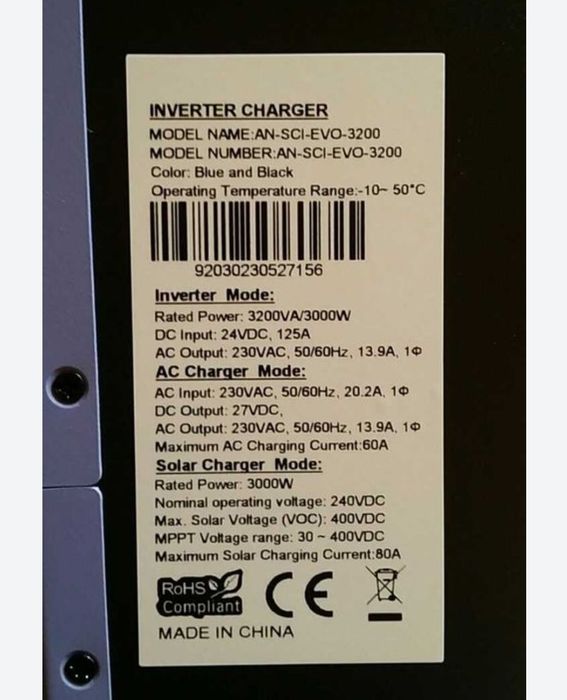 INVERTER CHARGER
MODEL NAME:AN-SCI-EVO-3200
MODEL NUMBER:AN-SCI-EVO-3200
Color: Blue and Black
Operating Temperature Range:-10~ 50°C
92030230527156
Inverter Mode:
Rated Power: 3200VA/3000W
DC Input: 24VDC, 125A
AC Output: 230VAC, 50/60Hz, 13.9A, 1Φ
AC Charger Mode:
AC Input: 230VAC, 50/60Hz, 20.2A, 1Φ
DC Output: 27VDC,
AC Output: 230VAC, 50/60Hz, 13.9A, 1Φ
Maximum AC Charging Current:60A
Solar Charger Mode:
Rated Power: 3000W
Nominal operating voltage: 240VDC
Max. Solar Voltage (VOC): 400VDC
MPPT Voltage range: 30 ~ 400VDC
Maximum Solar Charging Current:80A
RoHS
Compliant
CE
MADE IN CHINA